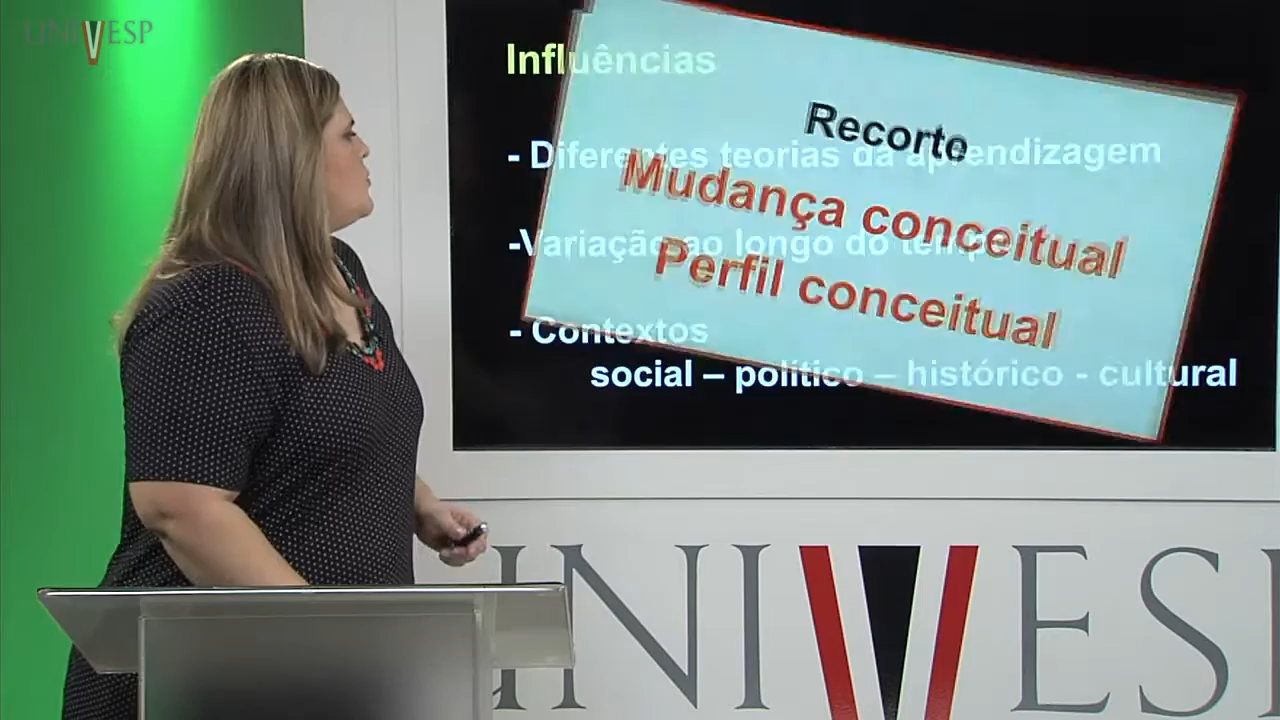 UNIVESP
Influências
- Diferentes teorias da aprendizagem
-Variação ao longo do tempo
- Contextos
social – político – histórico - cultural
Recorte
Mudança conceitual
Perfil conceitual
UNIVESP